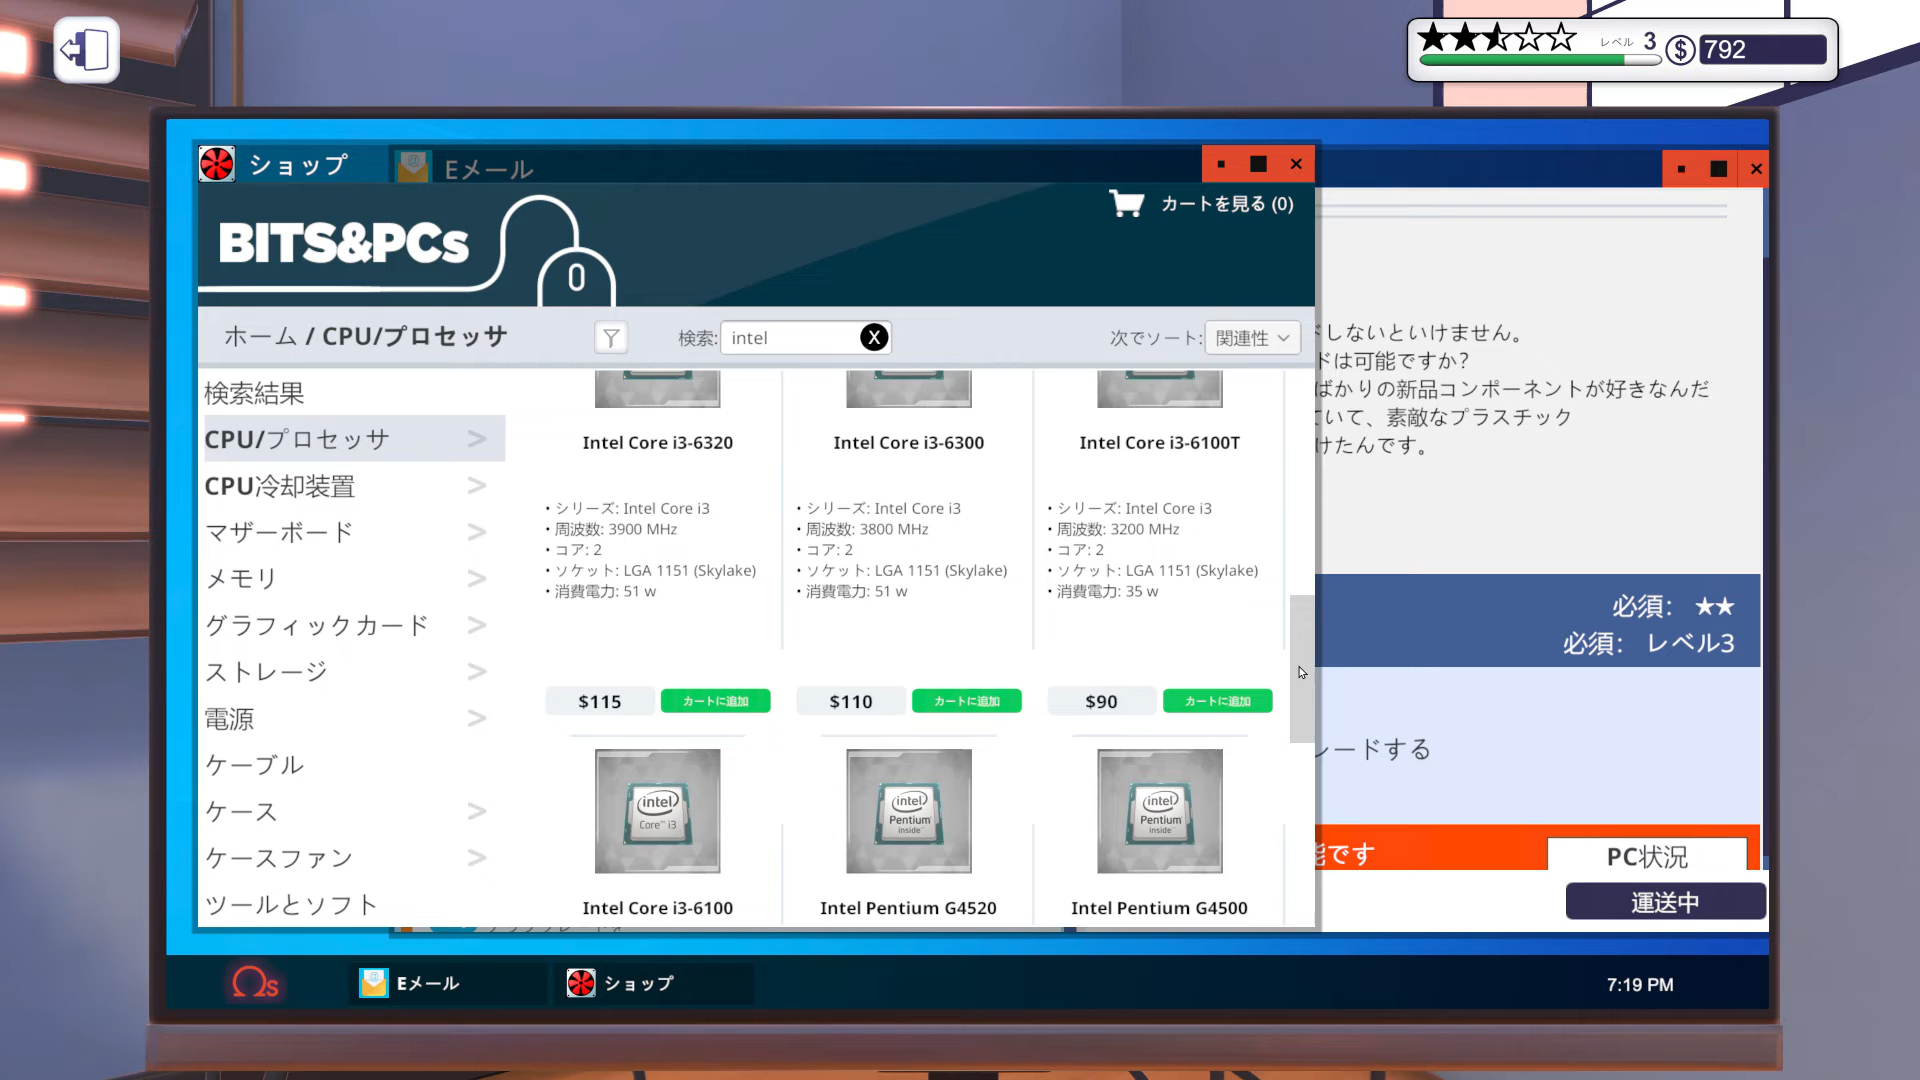 レベル 3
$ 792
ショップ
Eメール
BITS&PCs
カートを見る (0)
ホーム / CPU/プロセッサ
検索: intel X
次でソート: 関連性
検索結果
CPU/プロセッサ >
CPU冷却装置 >
マザーボード >
メモリ >
グラフィックカード >
ストレージ >
電源 >
ケーブル
ケース >
ケースファン >
ツールとソフト
Intel Core i3-6320
• シリーズ: Intel Core i3
• 周波数: 3900 MHz
• コア: 2
• ソケット: LGA 1151 (Skylake)
• 消費電力: 51 w
$115 カートに追加
Intel Core i3-6300
• シリーズ: Intel Core i3
• 周波数: 3800 MHz
• コア: 2
• ソケット: LGA 1151 (Skylake)
• 消費電力: 51 w
$110 カートに追加
Intel Core i3-6100T
• シリーズ: Intel Core i3
• 周波数: 3200 MHz
• コア: 2
• ソケット: LGA 1151 (Skylake)
• 消費電力: 35 w
$90 カートに追加
intel
Core™ i3
Intel Core i3-6100
intel
Pentium
inside™
Intel Pentium G4520
intel
Pentium
inside™
Intel Pentium G4500
ドしないといけません。
ドは可能ですか?
ばかりの新品コンポーネントが好きなんだ
ていて、素敵なプラスチック
けたんです。
必須: ★★
必須: レベル3
レードする
能です
PC状況
運送中
Ωs
Eメール
ショップ
7:19 PM